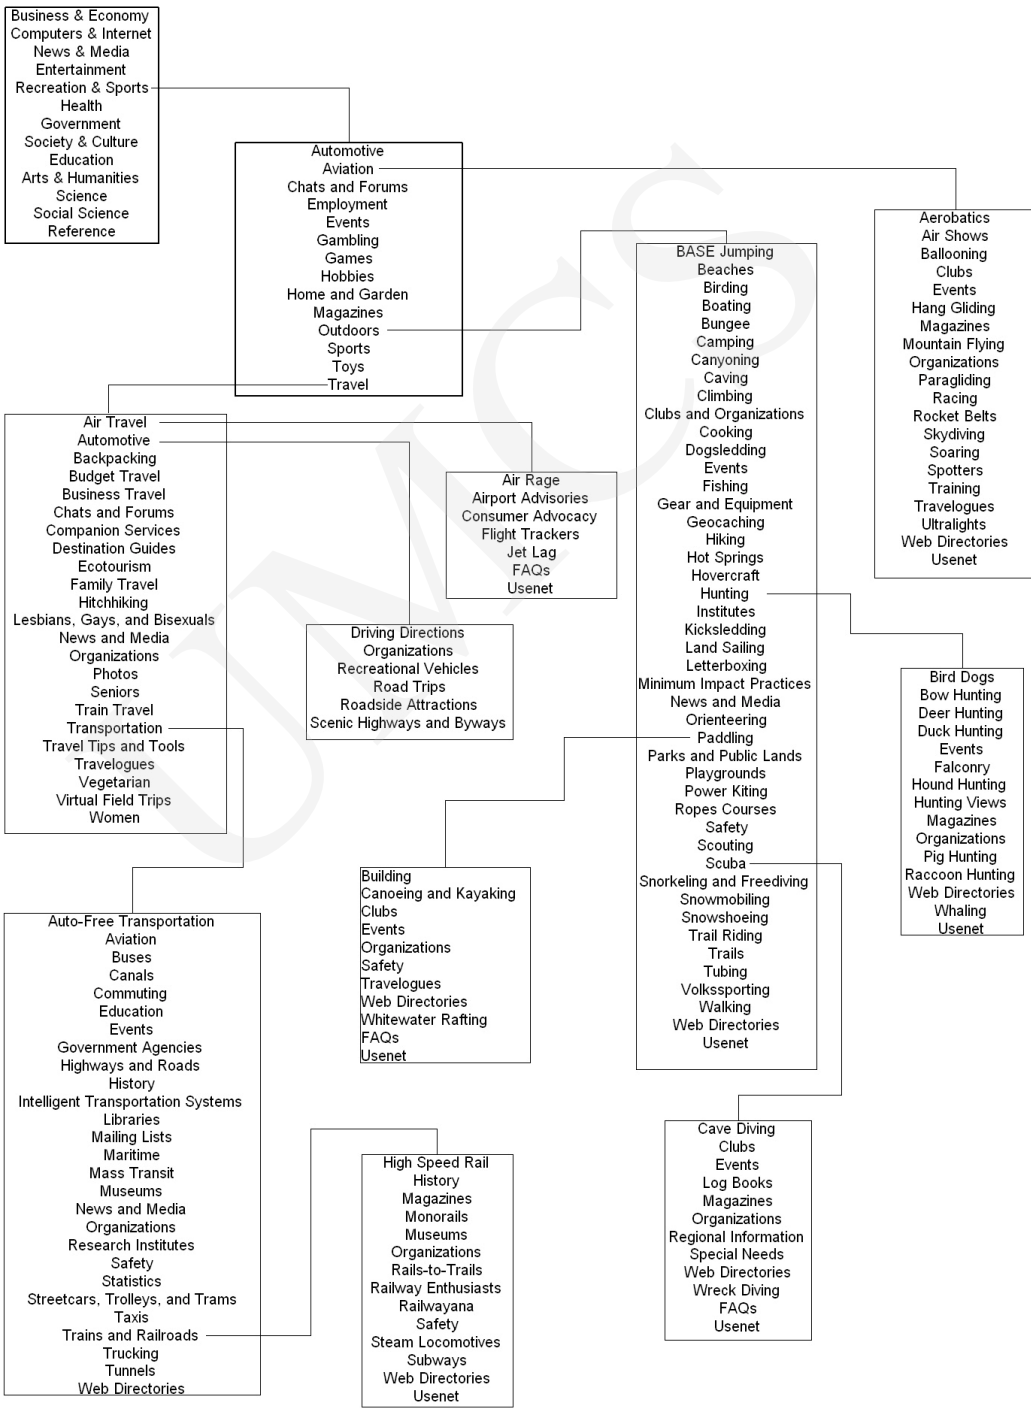 Business & Economy
Computers & Internet
News & Media
Entertainment
Recreation & Sports
Health
Government
Society & Culture
Education
Arts & Humanities
Science
Social Science
Reference
Automotive
Aviation
Chats and Forums
Employment
Events
Gambling
Games
Hobbies
Home and Garden
Magazines
Outdoors
Sports
Toys
Travel
Aerobatics
Air Shows
Ballooning
Clubs
Events
Hang Gliding
Magazines
Mountain Flying
Organizations
Paragliding
Racing
Rocket Belts
Skydiving
Soaring
Spotters
Training
Travelogues
Ultralights
Web Directories
Usenet
BASE Jumping
Beaches
Birding
Boating
Bungee
Camping
Canyoning
Caving
Climbing
Clubs and Organizations
Cooking
Dogsledding
Events
Fishing
Gear and Equipment
Geocaching
Hiking
Hot Springs
Hovercraft
Hunting
Institutes
Kicksledding
Land Sailing
Letterboxing
Minimum Impact Practices
News and Media
Orienteering
Paddling
Parks and Public Lands
Playgrounds
Power Kiting
Ropes Courses
Safety
Scouting
Scuba
Snorkeling and Freediving
Snowmobiling
Snowshoeing
Trail Riding
Trails
Tubing
Volkssporting
Walking
Web Directories
Usenet
Air Travel
Automotive
Backpacking
Budget Travel
Business Travel
Chats and Forums
Companion Services
Destination Guides
Ecotourism
Family Travel
Hitchhiking
Lesbians, Gays, and Bisexuals
News and Media
Organizations
Photos
Seniors
Train Travel
Transportation
Travel Tips and Tools
Travelogues
Vegetarian
Virtual Field Trips
Women
Air Rage
Airport Advisories
Consumer Advocacy
Flight Trackers
Jet Lag
FAQs
Usenet
Driving Directions
Organizations
Recreational Vehicles
Road Trips
Roadside Attractions
Scenic Highways and Byways
Bird Dogs
Bow Hunting
Deer Hunting
Duck Hunting
Events
Falconry
Hound Hunting
Hunting Views
Magazines
Organizations
Pig Hunting
Raccoon Hunting
Web Directories
Whaling
Usenet
Building
Canoeing and Kayaking
Clubs
Events
Organizations
Safety
Travelogues
Web Directories
Whitewater Rafting
FAQs
Usenet
Auto-Free Transportation
Aviation
Buses
Canals
Commuting
Education
Events
Government Agencies
Highways and Roads
History
Intelligent Transportation Systems
Libraries
Mailing Lists
Maritime
Mass Transit
Museums
News and Media
Organizations
Research Institutes
Safety
Statistics
Streetcars, Trolleys, and Trams
Taxis
Trains and Railroads
Trucking
Tunnels
Web Directories
High Speed Rail
History
Magazines
Monorails
Museums
Organizations
Rails-to-Trails
Railway Enthusiasts
Railwayana
Safety
Steam Locomotives
Subways
Web Directories
Usenet
Cave Diving
Clubs
Events
Log Books
Magazines
Organizations
Regional Information
Special Needs
Web Directories
Wreck Diving
FAQs
Usenet
UMCS